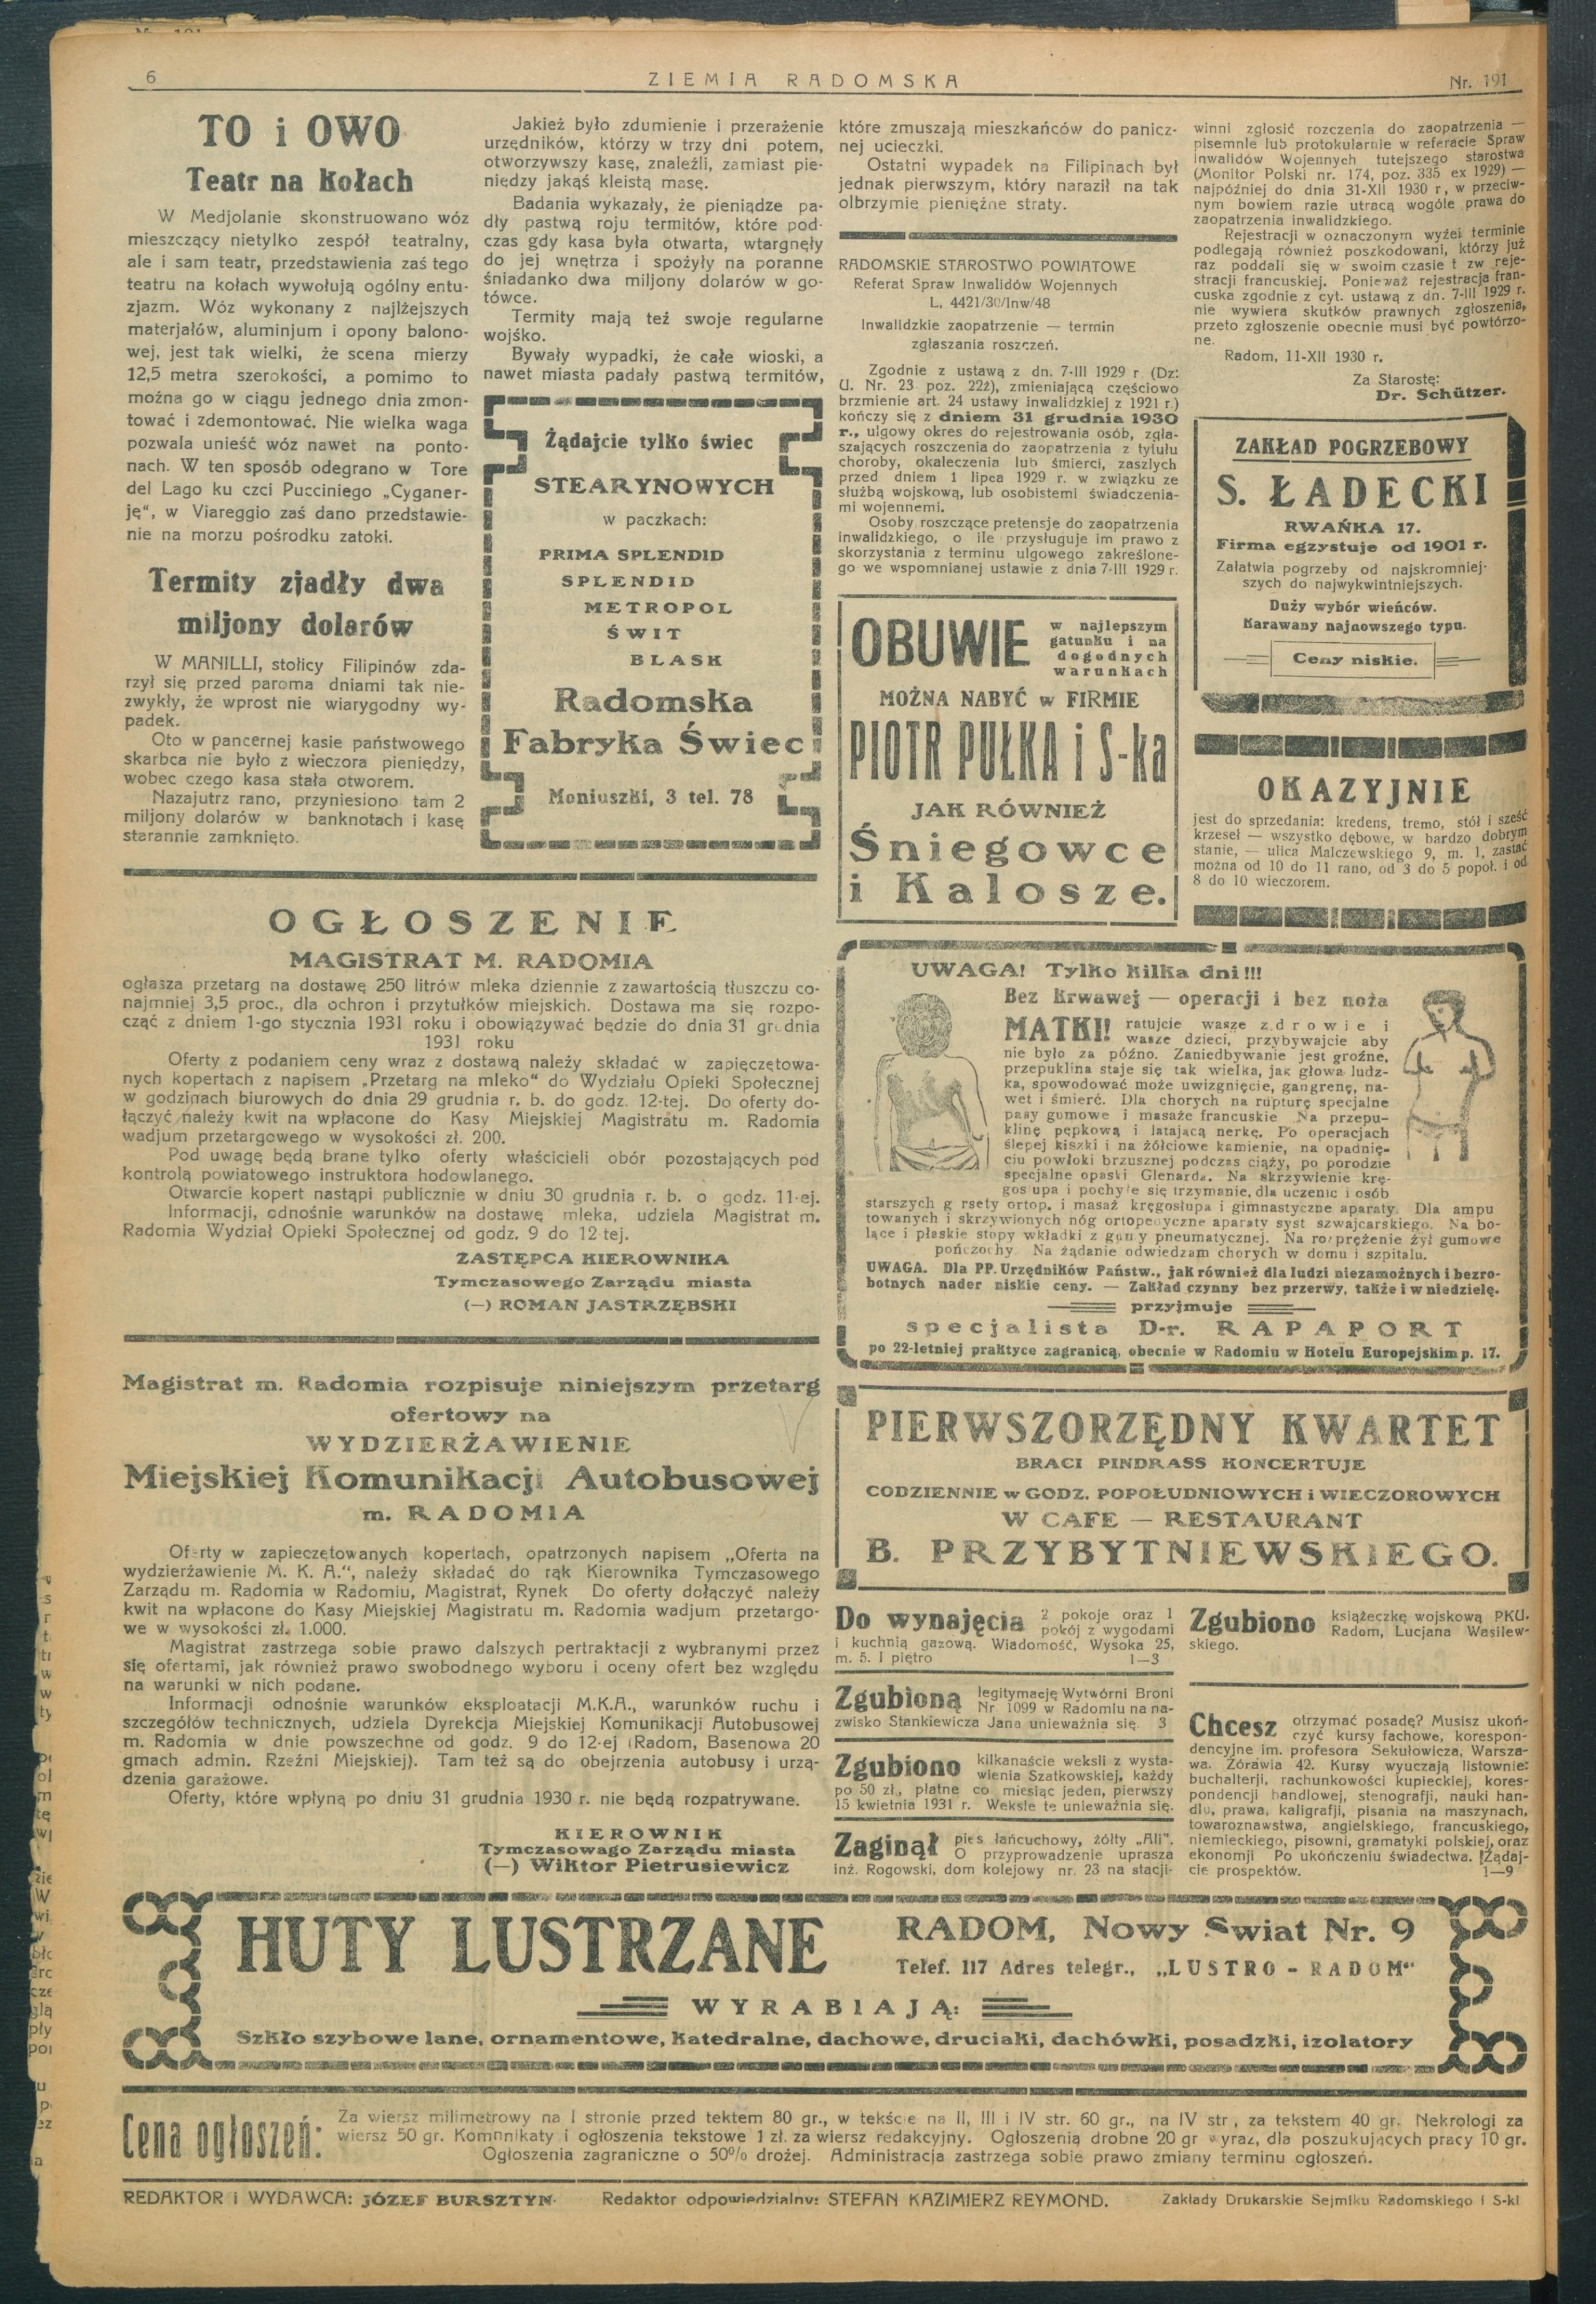 6
ZIEMIA RADOMSKA
Nr. 191
TO i OWO
Teatr na Kołach
W Medjolanie skonstruowano wóz
mieszczący nietylko zespół teatralny,
ale i sam teatr, przedstawienia zaś tego
teatru na kołach wywołują ogólny entu-
zjazm. Wóz wykonany z najlżejszych
materjałów, aluminjum i opony balono-
wej, jest tak wielki, że scena mierzy
12,5 metra szerokości, a pomimo to
można go w ciągu jednego dnia zmon-
tować i zdemontować. Nie wielka waga
pozwala unieść wóz nawet na ponto-
nach. W ten sposób odegrano w Tore
del Lago ku czci Pucciniego „Cyganer-
ję“, w Viareggio zaś dano przedstawie-
nie na morzu pośrodku zatoki.
Termity zjadły dwa
miljony dolarów
W MANILLI, stolicy Filipinów zda-
rzył się przed paroma dniami tak nie-
zwykły, że wprost nie wiarygodny wy-
padek.
Oto w pancernej kasie państwowego
skarbca nie było z wieczora pieniędzy,
wobec czego kasa stała otworem.
Nazajutrz rano, przyniesiono tam 2
miljony dolarów w banknotach i kasę
starannie zamknięto.
Jakież było zdumienie i przerażenie
urzędników, którzy w trzy dni potem,
otworzywszy kasę, znaleźli, zamiast pie-
niędzy jakąś kleistą masę.
Badania wykazały, że pieniądze pa-
dły pastwą roju termitów, które pod-
czas gdy kasa była otwarta, wtargnęły
do jej wnętrza i spożyły na poranne
śniadanko dwa miljony dolarów w go-
tówce.
Termity mają też swoje regularne
wojśko.
Bywały wypadki, że całe wioski, a
nawet miasta padały pastwą termitów,
które zmuszają mieszkańców do panicz-
nej ucieczki.
Ostatni wypadek na Filipinach był
jednak pierwszym, który naraził na tak
olbrzymie pieniężne straty.
Żądajcie tylko świec
STEARYNOWYCH
w paczkach:
PRIMA SPLENDID
SPLENDID
METROPOL
ŚWIT
BLASK
Radomska
Fabryka Świec
Moniuszki, 3 tel. 78
RADOMSKIE STAROSTWO POWIATOWE
Referat Spraw Inwalidów Wojennych
L. 4421/30/Inw/48
Inwalidzkie zaopatrzenie — termin
zgłaszania roszczeń.
Zgodnie z ustawą z dn. 7-III 1929 r. (Dz:
U. Nr. 23 poz. 222), zmieniającą częściowo
brzmienie art. 24 ustawy inwalidzkiej z 1921 r.)
kończy się z dniem 31 grudnia 1930
r., ulgowy okres do rejestrowania osób, zgła-
szających roszczenia do zaopatrzenia z tytułu
choroby, okaleczenia lub śmierci, zaszłych
przed dniem 1 lipca 1929 r. w związku ze
służbą wojskową, lub osobistemi świadczenia-
mi wojennemi.
Osoby roszczące pretensje do zaopatrzenia
inwalidzkiego, o ile przysługuje im prawo z
skorzystania z terminu ulgowego zakreślone-
go we wspomnianej ustawie z dnia 7-III 1929 r.
winni zgłosić rozczenia do zaopatrzenia —
pisemnie lub protokularnie w referacie Spraw
Inwalidów Wojennych tutejszego starostwa
(Monitor Polski nr. 174, poz. 335 ex 1929) —
najpóźniej do dnia 31-XII 1930 r, w przeciw-
nym bowiem razie utracą wogóle prawa do
zaopatrzenia inwalidzkiego.
Rejestracji w oznaczonym wyżej terminie
podlegają również poszkodowani, którzy już
raz poddali się w swoim czasie t zw reje-
stracji francuskiej. Ponieważ rejestracja fran-
cuska zgodnie z cyt. ustawą z dn. 7-III 1929 r.
nie wywiera skutków prawnych zgłoszenia,
przeto zgłoszenie obecnie musi być powtórzo-
ne.
Radom, 11-XII 1930 r.
Za Starostę:
Dr. Schützer.
OBUWIE
w najlepszym
gatunku i na
dogodnych
warunkach
MOŻNA NABYĆ w FIRMIE
PIOTR PUŁKA i S-ka
JAK RÓWNIEŻ
Śniegowce
i Kalosze.
ZAKŁAD POGRZEBOWY
S. ŁADECKI
RWAŃKA 17.
Firma egzystuje od 1901 r.
Załatwia pogrzeby od najskromniej-
szych do najwykwintniejszych.
Duży wybór wieńców.
Karawany najnowszego typu.
Ceny niskie.
OKAZYJNIE
jest do sprzedania: kredens, tremo, stół i sześć
krzeseł — wszystko dębowe, w bardzo dobrym
stanie, — ulica Malczewskiego 9, m. 1, zastać
można od 10 do 11 rano, od 3 do 5 popoł. i od
8 do 10 wieczorem.
OGŁOSZENIE
MAGISTRAT M. RADOMIA
ogłasza przetarg na dostawę 250 litrów mleka dziennie z zawartością tłuszczu co-
najmniej 3,5 proc., dla ochron i przytułków miejskich. Dostawa ma się rozpo-
cząć z dniem 1-go stycznia 1931 roku i obowiązywać będzie do dnia 31 grudnia
1931 roku
Oferty z podaniem ceny wraz z dostawą należy składać w zapięczętowa-
nych kopertach z napisem „Przetarg na mleko“ do Wydziału Opieki Społecznej
w godzinach biurowych do dnia 29 grudnia r. b. do godz. 12-tej. Do oferty do-
łączyć należy kwit na wpłacone do Kasy Miejskiej Magistratu m. Radomia
wadjum przetargowego w wysokości zł. 200.
Pod uwagę będą brane tylko oferty właścicieli obór pozostających pod
kontrolą powiatowego instruktora hodowlanego.
Otwarcie kopert nastąpi publicznie w dniu 30 grudnia r. b. o godz. 11-ej.
Informacji, odnośnie warunków na dostawę mleka, udziela Magistrat m.
Radomia Wydział Opieki Społecznej od godz. 9 do 12 tej.
ZASTĘPCA KIEROWNIKA
Tymczasowego Zarządu miasta
(—) ROMAN JASTRZĘBSKI
Magistrat m. Radomia rozpisuje niniejszym przetarg
ofertowy na
WYDZIERŻAWIENIE
Miejskiej Komunikacji Autobusowej
m. RADOMIA
Oferty w zapieczętowanych kopertach, opatrzonych napisem „Oferta na
wydzierżawienie M. K. A.“, należy składać do rąk Kierownika Tymczasowego
Zarządu m. Radomia w Radomiu, Magistrat, Rynek Do oferty dołączyć należy
kwit na wpłacone do Kasy Miejskiej Magistratu m. Radomia wadjum przetargo-
we w wysokości zł. 1.000.
Magistrat zastrzega sobie prawo dalszych pertraktacji z wybranymi przez
się ofertami, jak również prawo swobodnego wyboru i oceny ofert bez względu
na warunki w nich podane.
Informacji odnośnie warunków eksploatacji M.K.A., warunków ruchu i
szczegółów technicznych, udziela Dyrekcja Miejskiej Komunikacji Autobusowej
m. Radomia w dnie powszechne od godz. 9 do 12-ej (Radom, Basenowa 20
gmach admin. Rzeźni Miejskiej). Tam też są do obejrzenia autobusy i urzą-
dzenia garażowe.
Oferty, które wpłyną po dniu 31 grudnia 1930 r. nie będą rozpatrywane.
KIEROWNIK
Tymczasowago Zarządu miasta
(—) Wiktor Pietrusiewicz
UWAGA! Tylko kilka dni!!!
Bez krwawej — operacji i bez noża
MATKI! ratujcie wasze zdrowie i
wasze dzieci, przybywajcie aby
nie było za późno. Zaniedbywanie jest groźne,
przepuklina staje się tak wielka, jak głowa ludz-
ka, spowodować może uwizgnięcie, gangrenę, na-
wet i śmierć. Dla chorych na rupturę specjalne
pasy gumowe i masaże francuskie Na przepu-
klinę pępkową i latającą nerkę. Po operacjach
ślepej kiszki i na żółciowe kamienie, na opadnię-
ciu powłoki brzusznej podczas ciąży, po porodzie
specjalne opaski Glenarda. Na skrzywienie krę-
gosłupa i pochyłe się trzymanie, dla uczenic i osób
starszych g rsety ortop. i masaż kręgosłupa i gimnastyczne aparaty. Dla ampu
towanych i skrzywionych nóg ortopedyczne aparaty syst szwajcarskiego. Na bo-
lące i płaskie stopy wkładki z gumy pneumatycznej. Na rozprężenie żył gumowe
pończochy Na żądanie odwiedzam chorych w domu i szpitalu.
UWAGA. Dla PP. Urzędników Państw., jak również dla ludzi niezamożnych i bezro-
botnych nader niskie ceny. — Zakład czynny bez przerwy, także i w niedzielę.
przyjmuje
specjalista D-r. RAPAPORT
po 22-letniej praktyce zagranicą, obecnie w Radomiu w Hotelu Europejskim p. 17.
PIERWSZORZĘDNY KWARTET
BRACI PINDRASS KONCERTUJE
CODZIENNIE w GODZ. POPOŁUDNIOWYCH i WIECZOROWYCH
W CAFE — RESTAURANT
B. PRZYBYTNIEWSKIEGO.
Do wynajęcia 2 pokoje oraz 1
pokój z wygodami
i kuchnią gazową. Wiadomość, Wysoka 25,
m. 5. I piętro 1—3
Zgubioną legitymację Wytwórni Broni
Nr 1099 w Radomiu na na-
zwisko Stankiewicza Jana unieważnia się 3
Zgubiono kilkanaście weksli z wysta-
wienia Szatkowskiej, każdy
po 50 zł., płatne co miesiąc jeden, pierwszy
15 kwietnia 1931 r. Weksle te unieważnia się.
Zaginął pies łańcuchowy, żółty „Ali“.
O przyprowadzenie uprasza
inż. Rogowski, dom kolejowy nr. 23 na stacji-
Zgubiono książeczkę wojskową PKU.
Radom, Lucjana Wasilew-
skiego.
Chcesz otrzymać posadę? Musisz ukoń-
czyć kursy fachowe, korespon-
dencyjne im. profesora Sekułowicza, Warsza-
wa. Żórawia 42. Kursy wyuczają listownie:
buchalterji, rachunkowości kupieckiej, kores-
pondencji handlowej, stenografji, nauki han-
dlu, prawa, kaligrafji, pisania na maszynach,
towaroznawstwa, angielskiego, francuskiego,
niemieckiego, pisowni, gramatyki polskiej, oraz
ekonomji Po ukończeniu świadectwa. Żądaj-
cie prospektów. 1—9
HUTY LUSTRZANE
RADOM, Nowy Swiat Nr. 9
Telef. 117 Adres telegr., „LUSTRO - RADOM“
WYRABIAJĄ:
Szkło szybowe lane, ornamentowe, katedralne, dachowe, druciaki, dachówki, posadzki, izolatory
Cena ogłoszeń:
Za wiersz milimetrowy na I stronie przed tektem 80 gr., w tekście na II, III i IV str. 60 gr., na IV str, za tekstem 40 gr. Nekrologi za
wiersz 50 gr. Komnnikaty i ogłoszenia tekstowe 1 zł. za wiersz redakcyjny. Ogłoszenią drobne 20 gr wyraz, dla poszukujących pracy 10 gr.
Ogłoszenia zagraniczne o 50% drożej. Administracja zastrzega sobie prawo zmiany terminu ogłoszeń.
REDAKTOR i WYDAWCA: JÓZEF BURSZTYN.
Redaktor odpowiedzialny: STEFAN KAZIMIERZ REYMOND.
Zakłady Drukarskie Sejmiku Radomskiego i S-ki